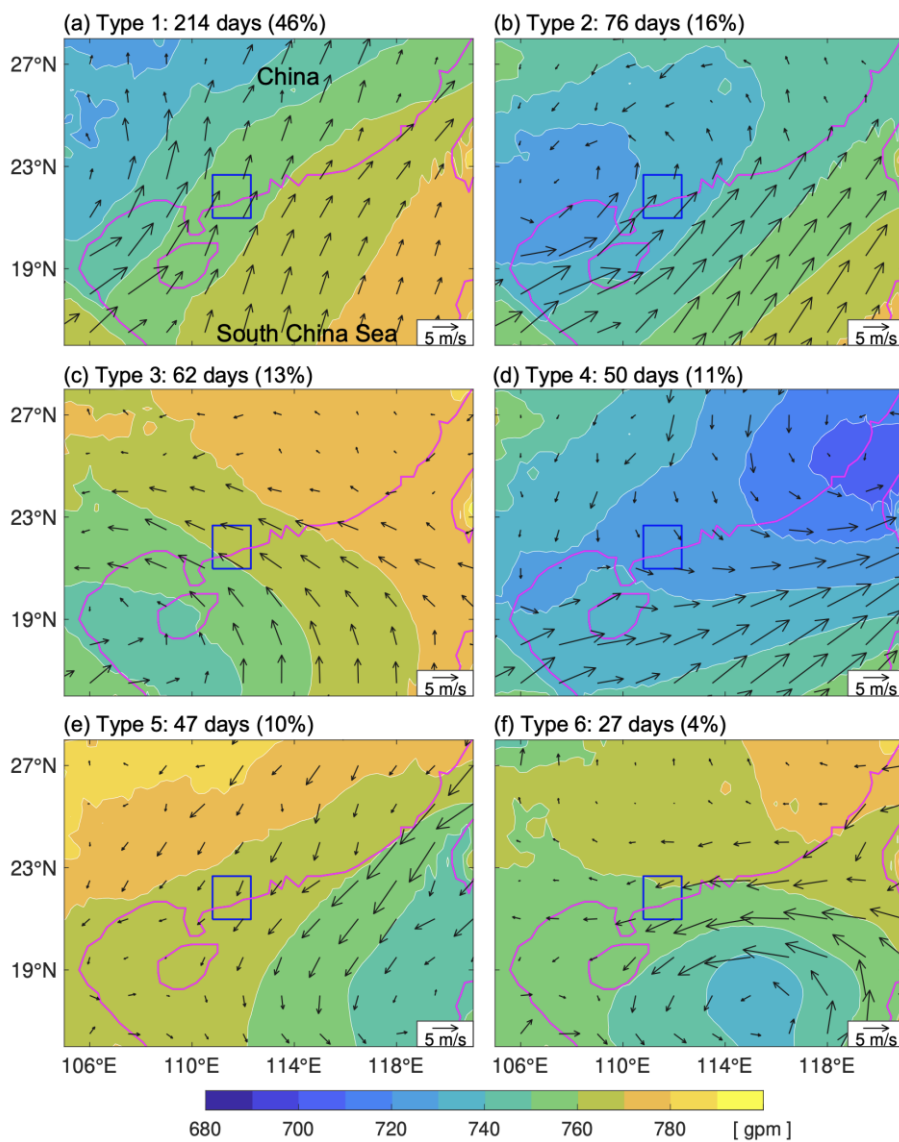 (a) Type 1: 214 days (46%)
(b) Type 2: 76 days (16%)
27°N
China
23°N
19°N
South China Sea
5 m/s
5 m/s
(c) Type 3: 62 days (13%)
(d) Type 4: 50 days (11%)
27°N
23°N
19°N
5 m/s
5 m/s
(e) Type 5: 47 days (10%)
(f) Type 6: 27 days (4%)
27°N
23°N
19°N
5 m/s
5 m/s
106°E 110°E 114°E 118°E 106°E 110°E 114°E 118°E
680 700 720 740 760 780 [ gpm ]